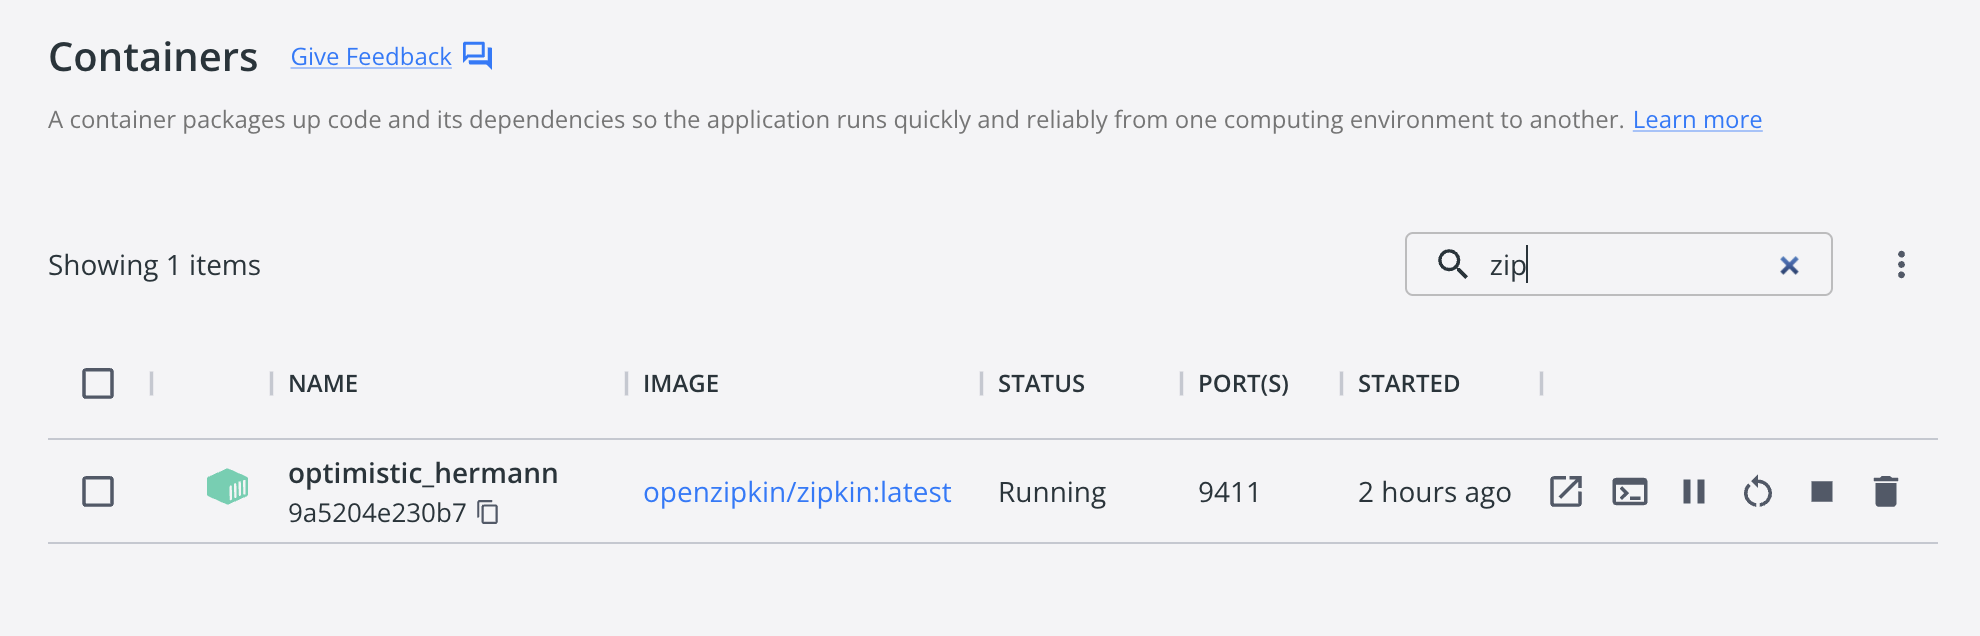 Containers Give Feedback
A container packages up code and its dependencies so the application runs quickly and reliably from one computing environment to another. Learn more
Showing 1 items zip
NAME IMAGE STATUS PORT(S) STARTED
optimistic_hermann
9a5204e230b7 openzipkin/zipkin:latest Running 9411 2 hours ago